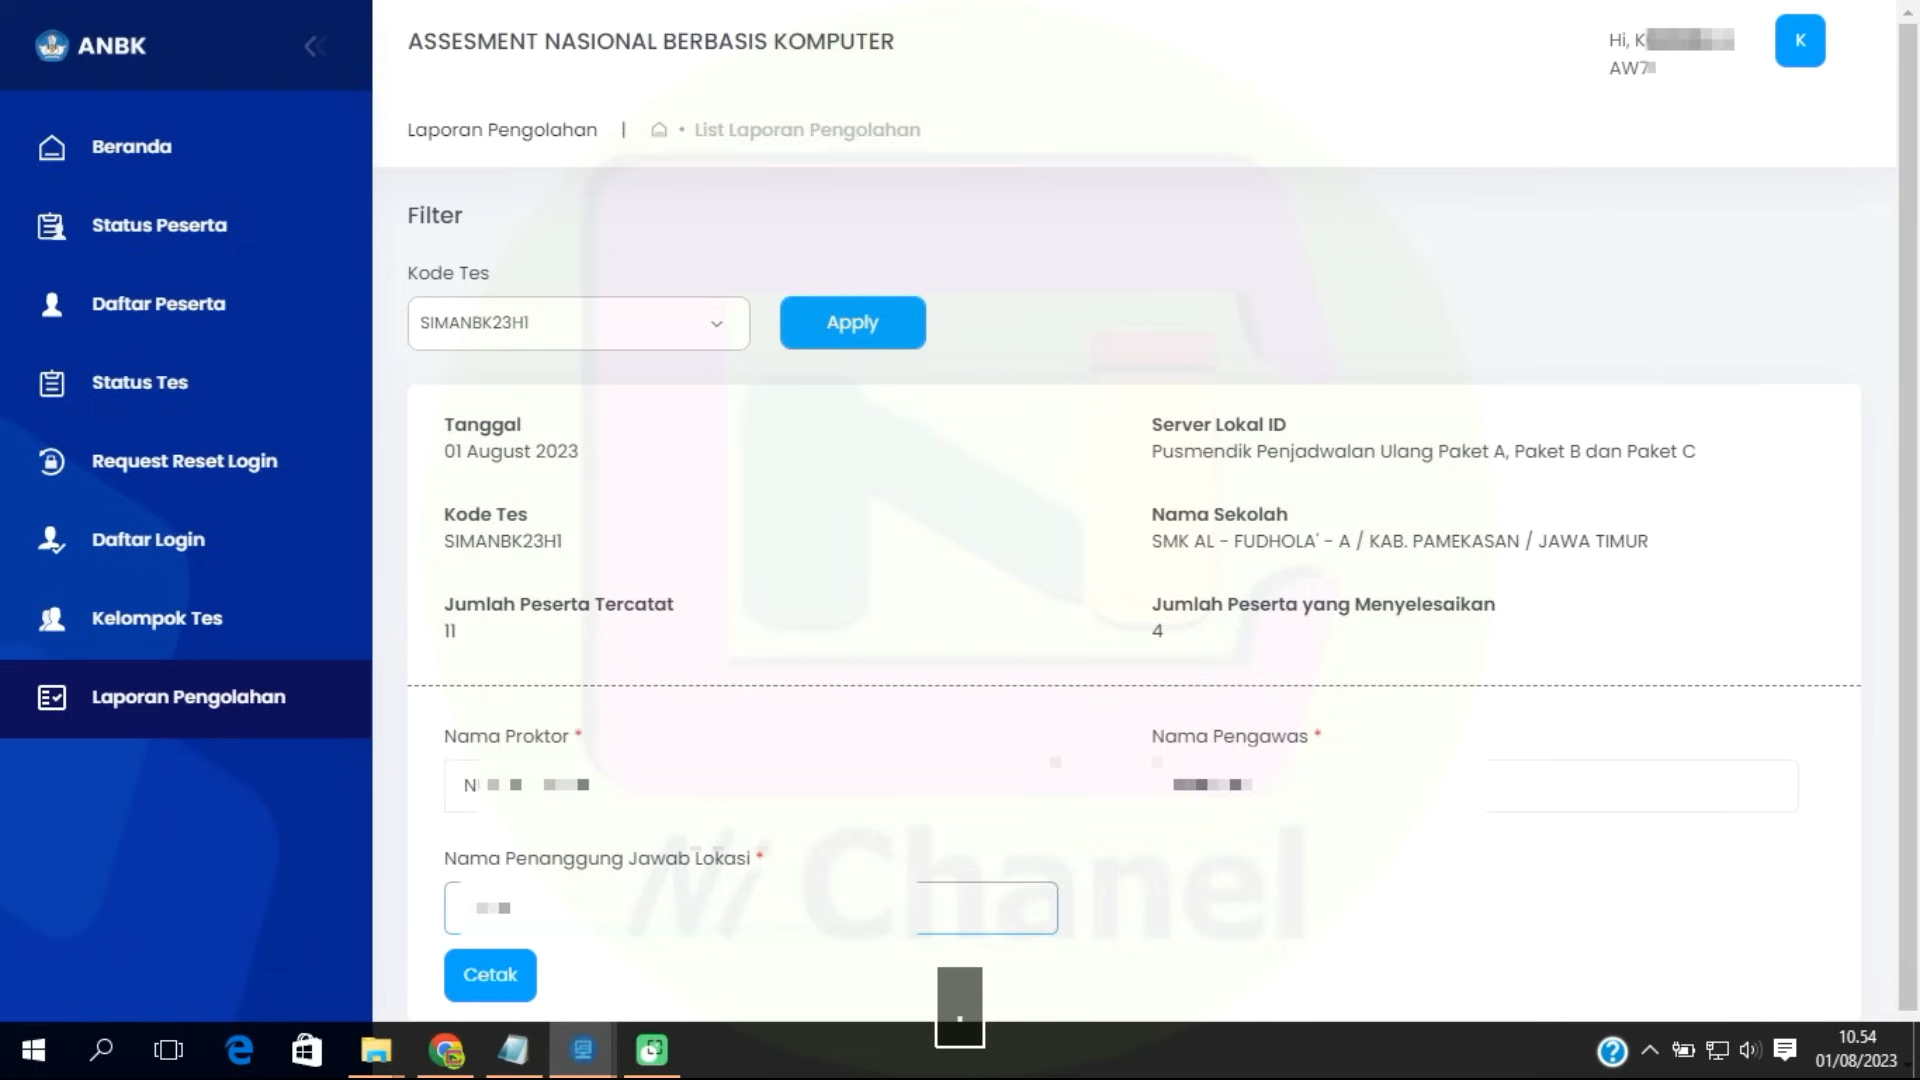 ANBK
ASSESMENT NASIONAL BERBASIS KOMPUTER
Hi, K
AW7
K
Laporan Pengolahan | • List Laporan Pengolahan
Beranda
Status Peserta
Daftar Peserta
Status Tes
Request Reset Login
Daftar Login
Kelompok Tes
Laporan Pengolahan
Filter
Kode Tes
SIMANBK23H1
Apply
Tanggal
01 August 2023
Server Lokal ID
Pusmendik Penjadwalan Ulang Paket A, Paket B dan Paket C
Kode Tes
SIMANBK23H1
Nama Sekolah
SMK AL - FUDHOLA' - A / KAB. PAMEKASAN / JAWA TIMUR
Jumlah Peserta Tercatat
11
Jumlah Peserta yang Menyelesaikan
4
Nama Proktor *
Nama Pengawas *
Nama Penanggung Jawab Lokasi *
Cetak
Ni Chanel
10.54
01/08/2023